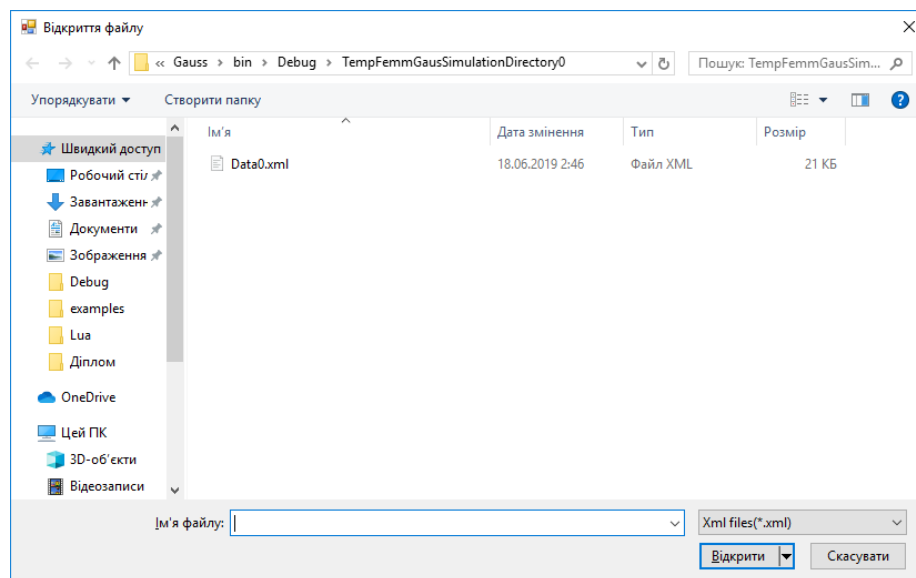 Відкриття файлу
« Gauss › bin › Debug › TempFemmGausSimulationDirectory0
Пошук: TempFemmGausSim...
Упорядкувати
Створити папку
Ім'я
Дата змінення
Тип
Розмір
Швидкий доступ
Data0.xml
18.06.2019 2:46
Файл XML
21 КБ
Робочий стіл
Завантажень
Документи
Зображення
Debug
examples
Lua
Діплом
OneDrive
Цей ПК
3D-об'єкти
Відеозаписи
Ім'я файлу:
Xml files(*.xml)
Відкрити
Скасувати